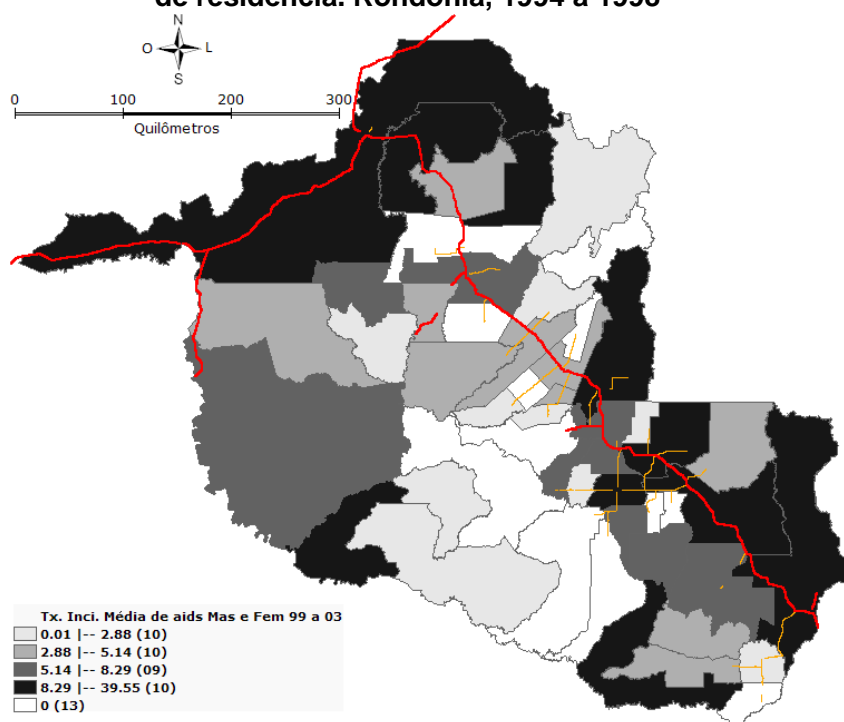 de residência. Rondônia, 1994 a 1998
N
O L
S
0 100 200 300
Quilômetros
Tx. Inci. Média de aids Mas e Fem 99 a 03
0.01 |-- 2.88 (10)
2.88 |-- 5.14 (10)
5.14 |-- 8.29 (09)
8.29 |-- 39.55 (10)
0 (13)